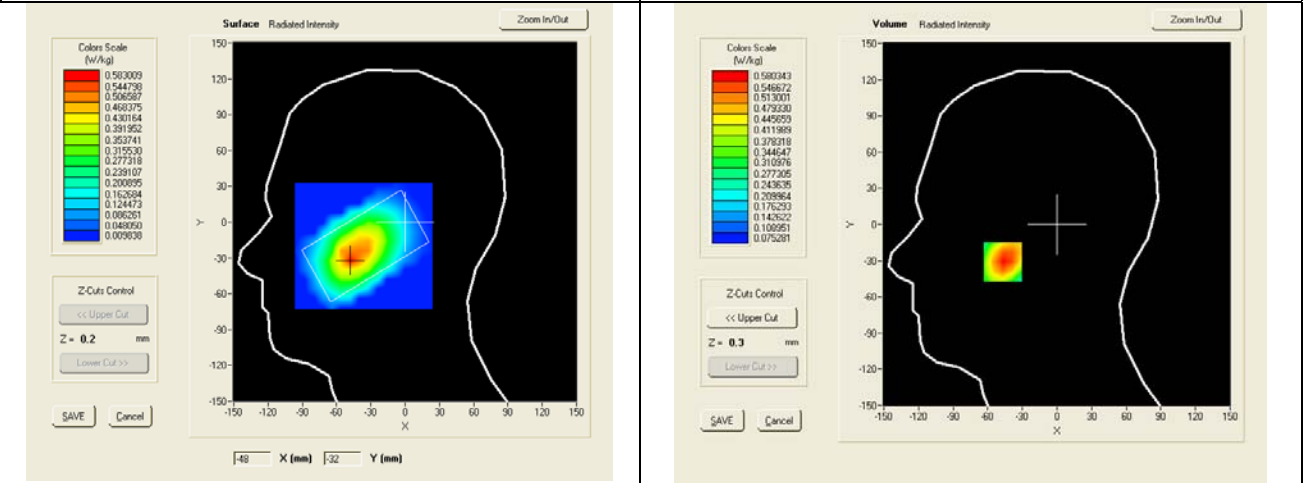 Surface Radiated Intensity
Zoom In/Out
Colors Scale
(W/kg)
0.583009
0.544798
0.506587
0.468375
0.430164
0.391952
0.353741
0.315530
0.277318
0.239107
0.200895
0.162684
0.124473
0.086261
0.048050
0.009838
Z-Cuts Control
<< Upper Cut
Z = 0.2 mm
Lower Cut >>
SAVE Cancel
150
120
90
60
30
0
-30
-60
-90
-120
-150
Y
-150 -120 -90 -60 -30 0 30 60 90 120 150
X
-48 X (mm) -32 Y (mm)
Volume Radiated Intensity
Zoom In/Out
Colors Scale
(W/kg)
0.580343
0.546672
0.513001
0.479330
0.445659
0.411989
0.378318
0.344647
0.310976
0.277305
0.243635
0.209964
0.176293
0.142622
0.108951
0.075281
Z-Cuts Control
<< Upper Cut
Z = 0.3 mm
Lower Cut >>
SAVE Cancel
150
120
90
60
30
0
-30
-60
-90
-120
-150
Y
-150 -120 -90 -60 -30 0 30 60 90 120 150
X